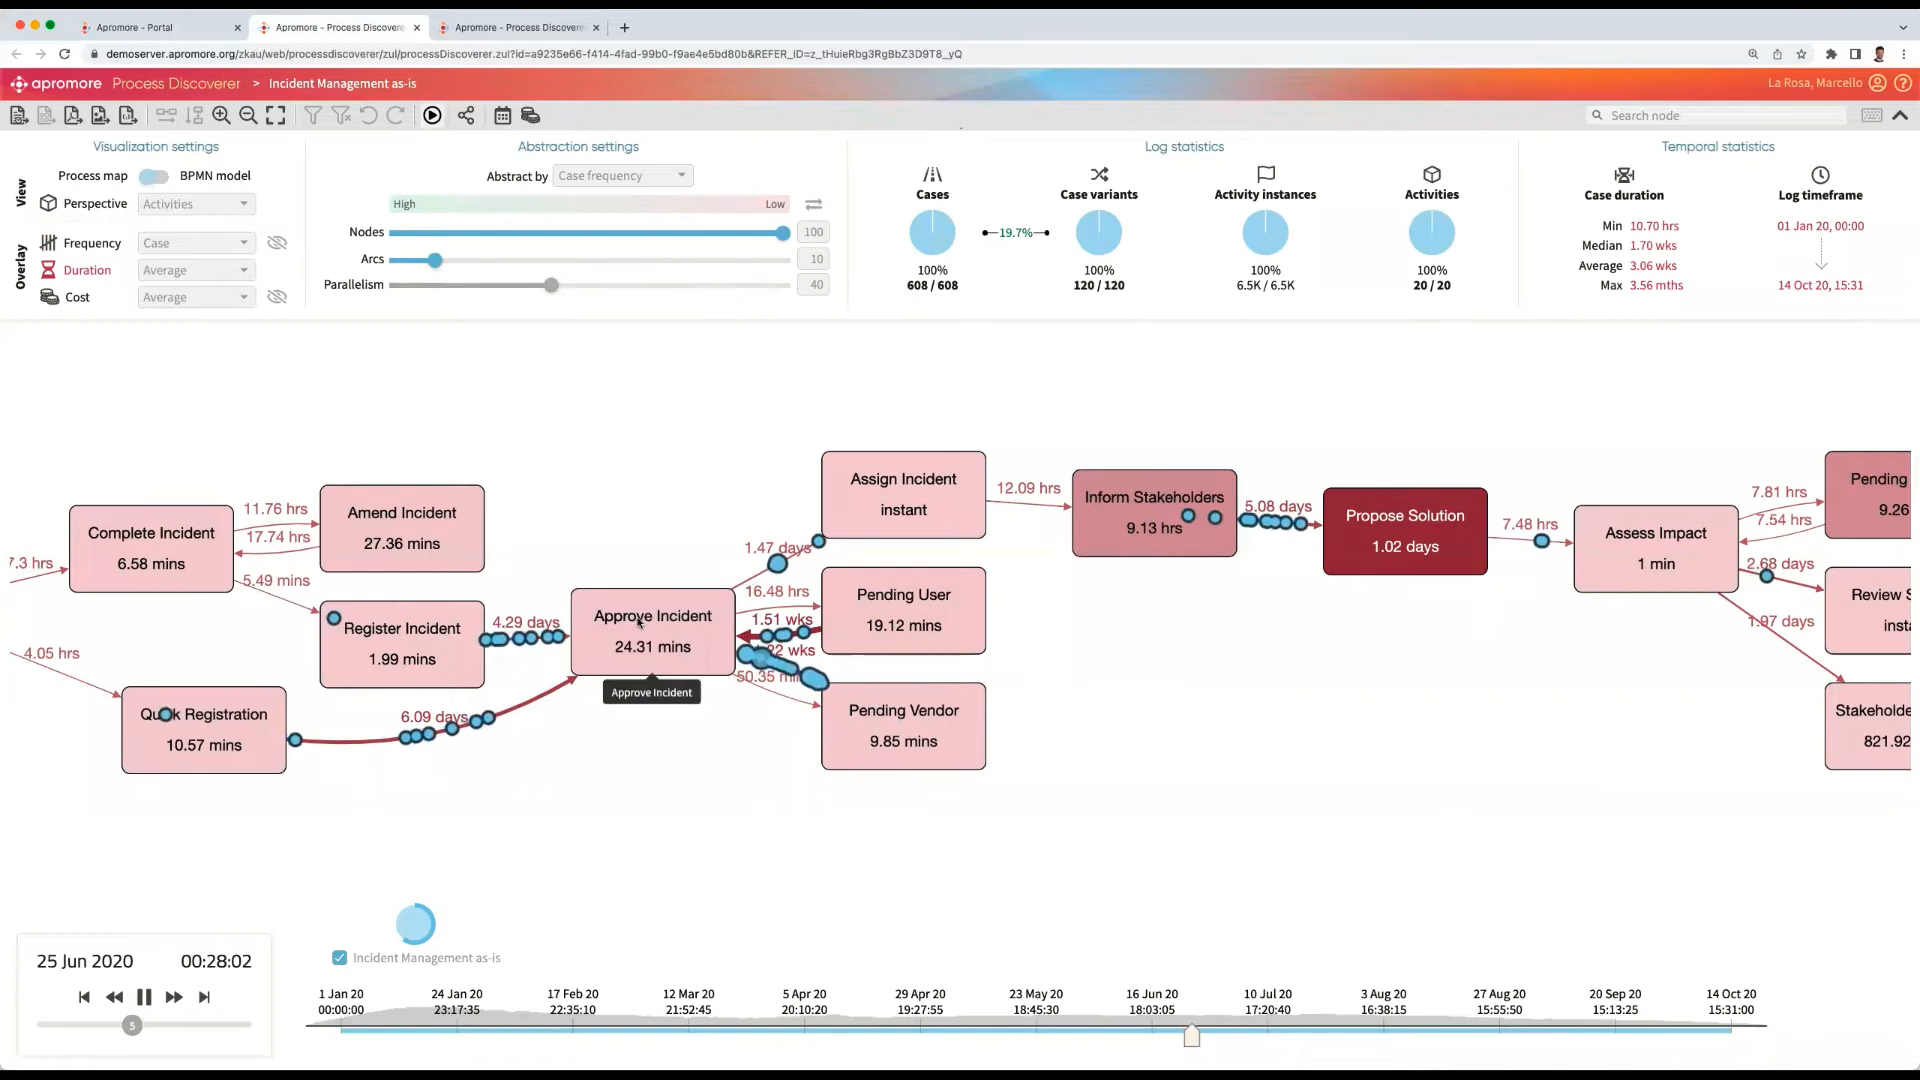 Apromore - Portal
Apromore - Process Discovere
Apromore - Process Discovere
demoserver.apromore.org/zkau/web/processdiscoverer/zul/processDiscoverer.zul?id=a9235e66-f414-4fad-99b0-f9ae4e5bd80b&REFER_ID=z_tHuieRbg3RgBbZ3D9T8_yQ
apromore Process Discoverer > Incident Management as-is
La Rosa, Marcello
Search node
Visualization settings
View
Process map
BPMN model
Perspective
Activities
Overlay
Frequency
Case
Duration
Average
Cost
Average
Abstraction settings
Abstract by
Case frequency
High
Low
Nodes
100
Arcs
10
Parallelism
40
Log statistics
Cases
100%
608 / 608
19.7%
Case variants
100%
120 / 120
Activity instances
100%
6.5K / 6.5K
Activities
100%
20 / 20
Temporal statistics
Case duration
Min 10.70 hrs
Median 1.70 wks
Average 3.06 wks
Max 3.56 mths
Log timeframe
01 Jan 20, 00:00
14 Oct 20, 15:31
7.3 hrs
Complete Incident
6.58 mins
11.76 hrs
17.74 hrs
5.49 mins
Amend Incident
27.36 mins
Register Incident
1.99 mins
4.29 days
4.05 hrs
Quick Registration
10.57 mins
6.09 days
Approve Incident
24.31 mins
Approve Incident
1.47 days
16.48 hrs
1.51 wks
22 wks
50.35 mi
Assign Incident
instant
Pending User
19.12 mins
Pending Vendor
9.85 mins
12.09 hrs
Inform Stakeholders
9.13 hrs
5.08 days
Propose Solution
1.02 days
7.48 hrs
Assess Impact
1 min
7.81 hrs
7.54 hrs
2.68 days
1.97 days
Pending
9.26
Review S
insta
Stakeholde
821.92
25 Jun 2020
00:28:02
5
Incident Management as-is
1 Jan 20
00:00:00
24 Jan 20
23:17:35
17 Feb 20
22:35:10
12 Mar 20
21:52:45
5 Apr 20
20:10:20
29 Apr 20
19:27:55
23 May 20
18:45:30
16 Jun 20
18:03:05
10 Jul 20
17:20:40
3 Aug 20
16:38:15
27 Aug 20
15:55:50
20 Sep 20
15:13:25
14 Oct 20
15:31:00